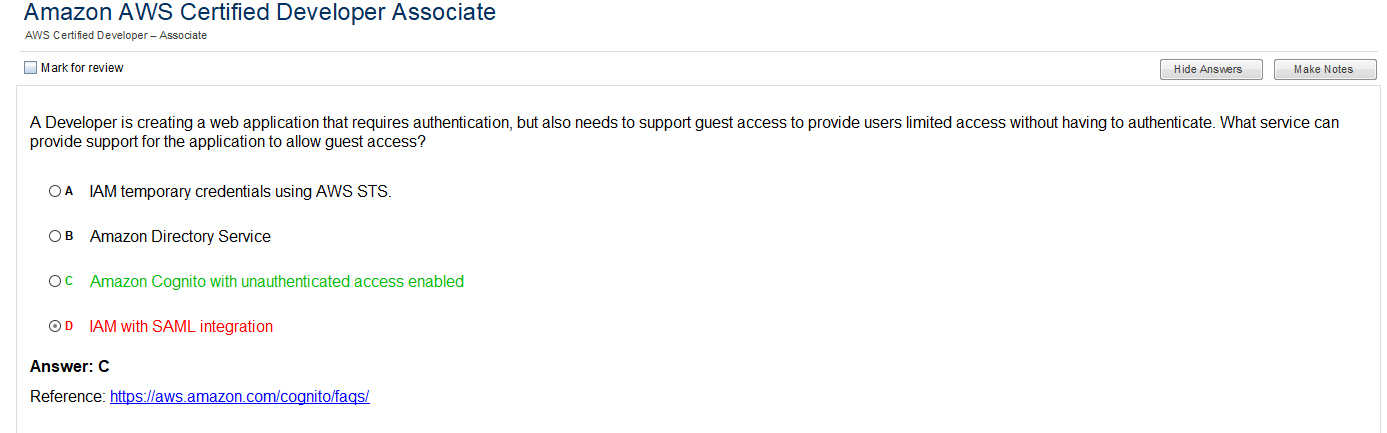 Amazon AWS Certified Developer Associate
AWS Certified Developer – Associate
Mark for review
Hide Answers
Make Notes
A Developer is creating a web application that requires authentication, but also needs to support guest access to provide users limited access without having to authenticate. What service can
provide support for the application to allow guest access?
A IAM temporary credentials using AWS STS.
B Amazon Directory Service
C Amazon Cognito with unauthenticated access enabled
D IAM with SAML integration
Answer: C
Reference: https://aws.amazon.com/cognito/faqs/